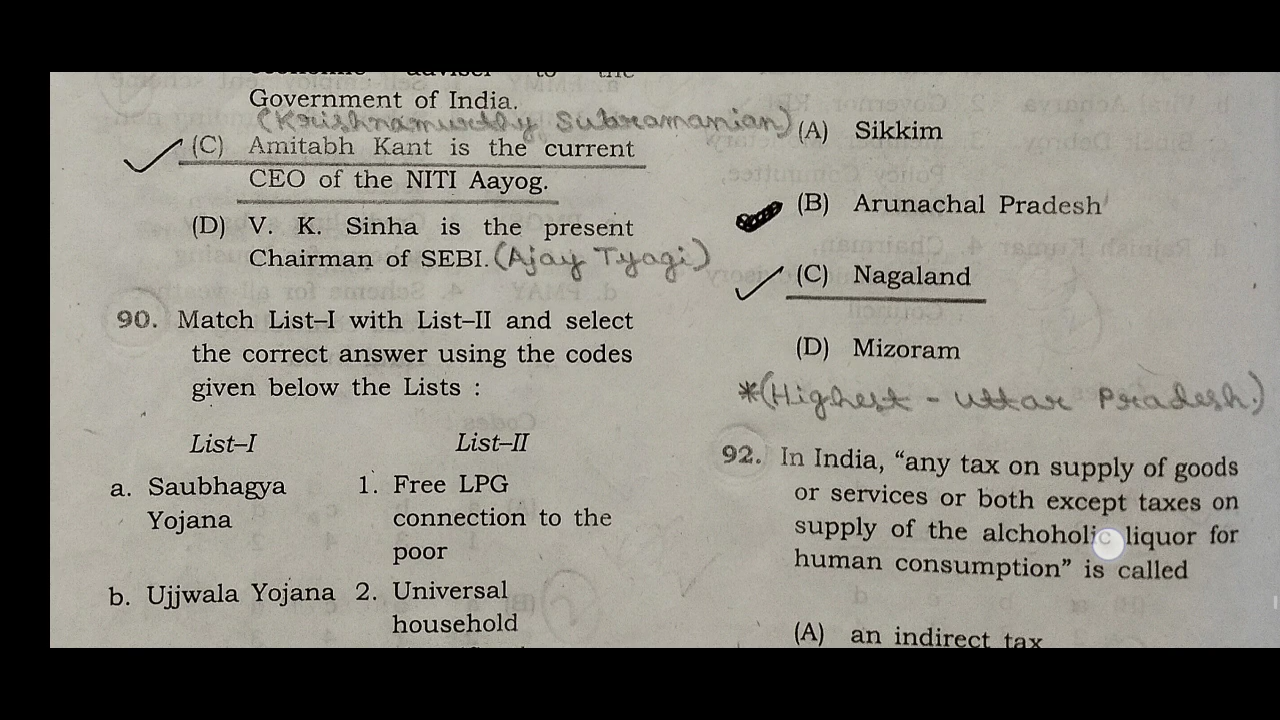 Government of India.
(Krishnamurthy Subramanian)
(C) Amitabh Kant is the current
CEO of the NITI Aayog.
(D) V. K. Sinha is the present
Chairman of SEBI. (Ajay Tyagi)
90. Match List–I with List–II and select
the correct answer using the codes
given below the Lists :
List–I List–II
a. Saubhagya 1. Free LPG
Yojana connection to the
poor
b. Ujjwala Yojana 2. Universal
household
(A) Sikkim
(B) Arunachal Pradesh
(C) Nagaland
(D) Mizoram
*(Highest - Uttar Pradesh.)
92. In India, “any tax on supply of goods
or services or both except taxes on
supply of the alchoholic liquor for
human consumption” is called
(A) an indirect tax